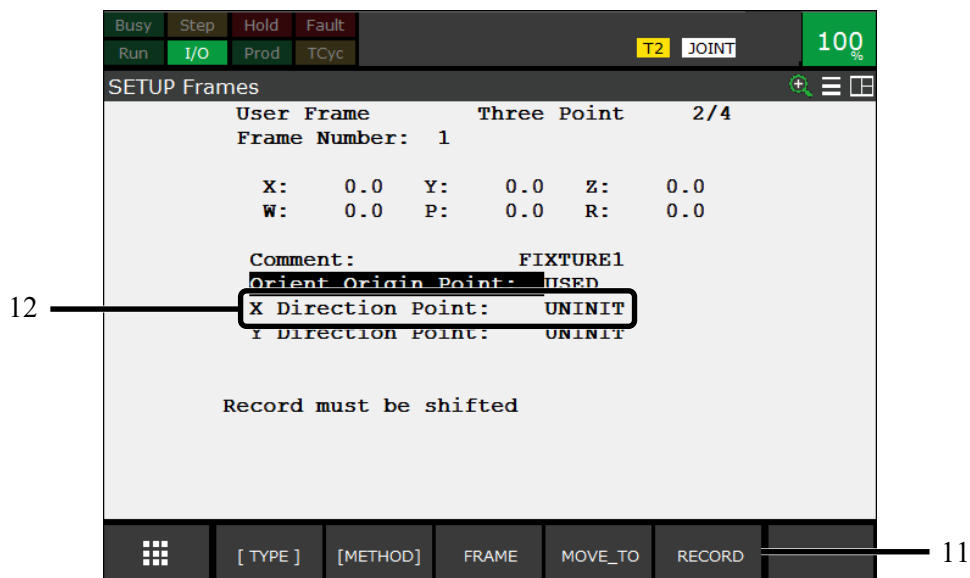 Busy Step Hold Fault
Run I/O Prod TCyc T2 JOINT 100%
SETUP Frames
User Frame Three Point 2/4
Frame Number: 1
X: 0.0 Y: 0.0 Z: 0.0
W: 0.0 P: 0.0 R: 0.0
Comment: FIXTURE1
Orient Origin Point: USED
12 X Direction Point: UNINIT
Y Direction Point: UNINIT
Record must be shifted
[ TYPE ] [METHOD] FRAME MOVE_TO RECORD 11